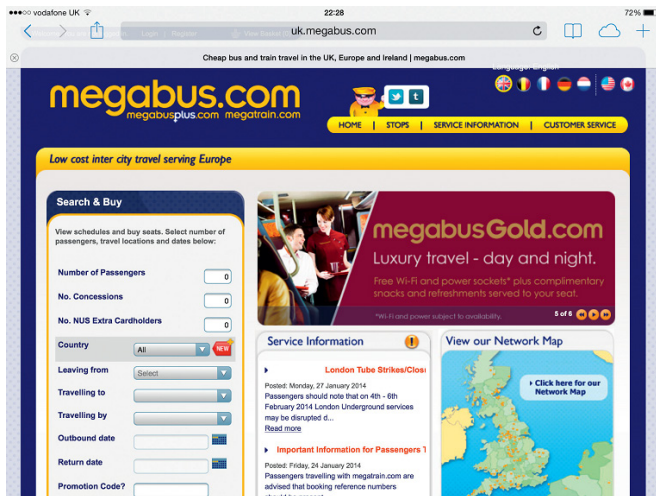 vodafone UK
22:28
72%
uk.megabus.com
Cheap bus and train travel in the UK, Europe and Ireland | megabus.com
Language: English
megabus.com
megabusplus.com megatrain.com
HOME | STOPS | SERVICE INFORMATION | CUSTOMER SERVICE
Low cost inter city travel serving Europe
Search & Buy
View schedules and buy seats. Select number of
passengers, travel locations and dates below:
Number of Passengers 0
No. Concessions 0
No. NUS Extra Cardholders 0
Country All NEW
Leaving from Select
Travelling to
Travelling by
Outbound date
Return date
Promotion Code?
megabusGold.com
Luxury travel - day and night.
Free Wi-Fi and power sockets* plus complimentary
snacks and refreshments served to your seat.
*Wi-Fi and power subject to availability.
5 of 6
Service Information
London Tube Strikes/Clos
Posted: Monday, 27 January 2014
Passengers should note that on 4th - 6th
February 2014 London Underground services
may be disrupted d...
Read more
Important Information for Passengers T
Posted: Friday, 24 January 2014
Passengers travelling with megatrain.com are
advised that booking reference numbers
should be present
View our Network Map
Click here for our
Network Map